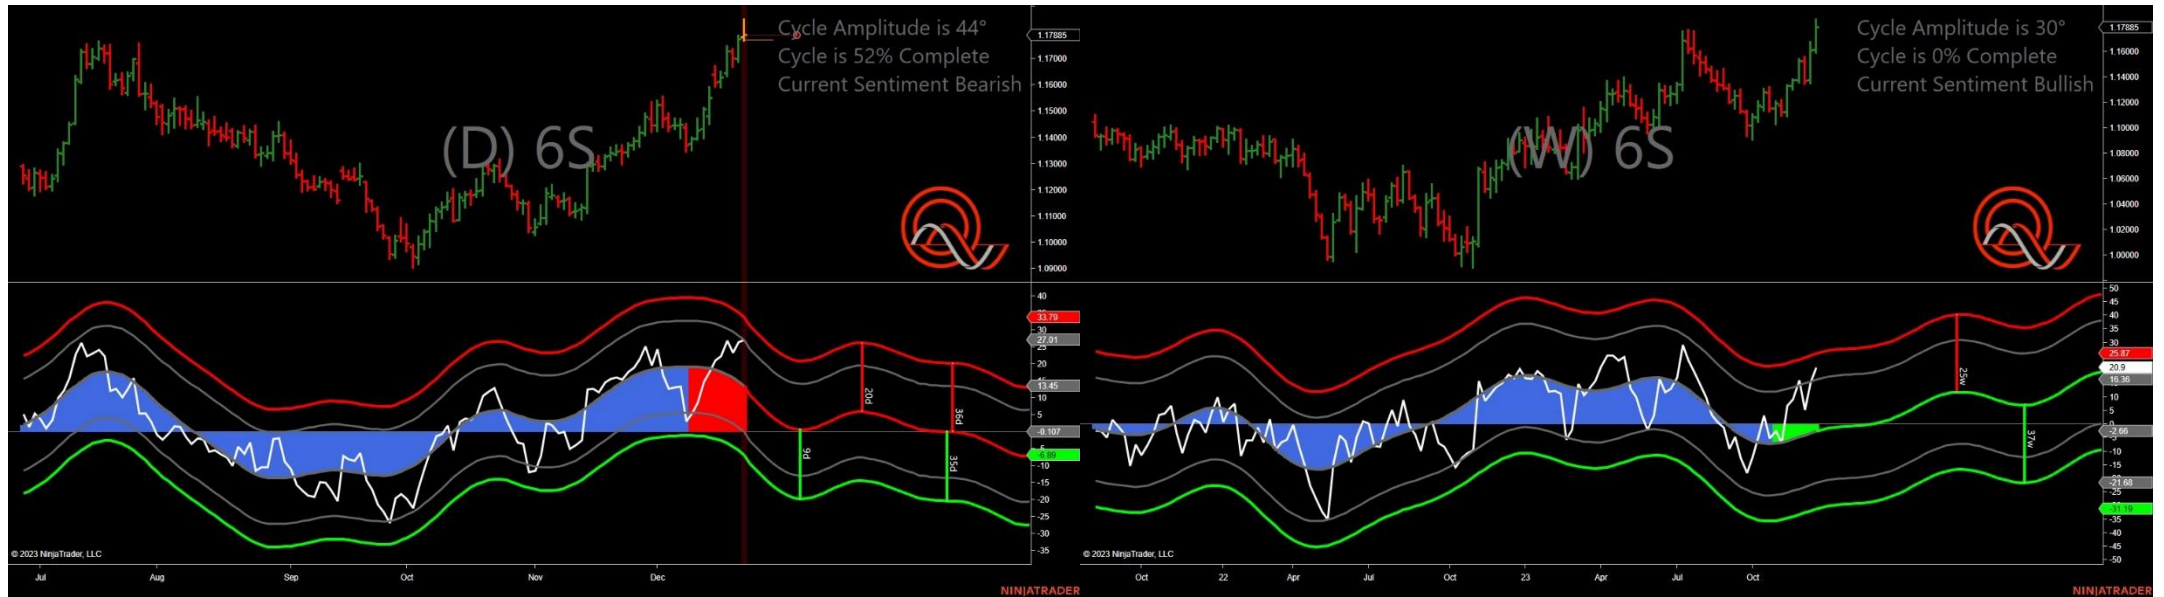 Cycle Amplitude is 44°
Cycle is 52% Complete
Current Sentiment Bearish
(D) 6S
1.17885
1.17000
1.16000
1.15000
1.14000
1.13000
1.12000
1.11000
1.10000
1.09000
40
33.79
30
27.01
25
20
15
13.45
10
5
-0.107
-6.89
-10
-15
-20
-25
-30
-35
20d
36d
9d
35d
© 2023 NinjaTrader, LLC
Jul
Aug
Sep
Oct
Nov
Dec
NINJATRADER
Cycle Amplitude is 30°
Cycle is 0% Complete
Current Sentiment Bullish
(W) 6S
1.17885
1.16000
1.14000
1.12000
1.10000
1.08000
1.06000
1.04000
1.02000
1.00000
50
45
40
35
30
25.87
20.9
16.36
10
5
-2.66
-5
-10
-15
-21.68
-25
-31.19
-35
-40
-45
-50
25w
37w
© 2023 NinjaTrader, LLC
Oct
22
Apr
Jul
Oct
23
Apr
Jul
Oct
NINJATRADER